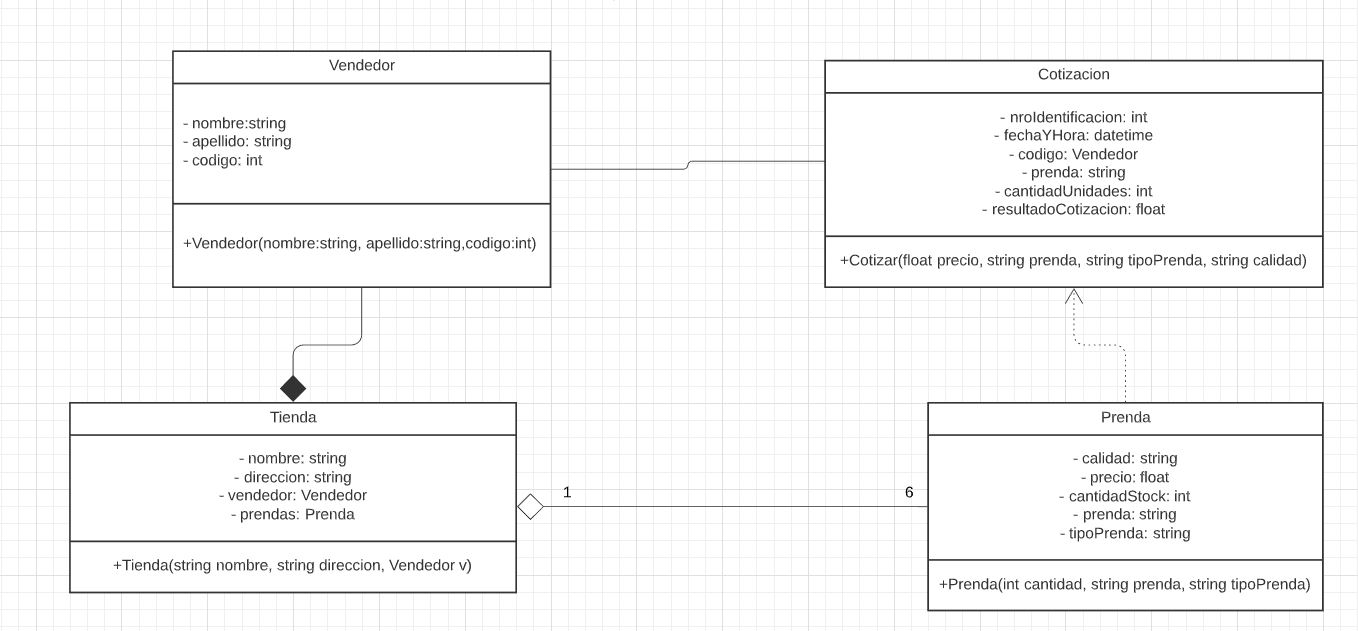 Vendedor
- nombre:string
- apellido: string
- codigo: int
+Vendedor(nombre:string, apellido:string,codigo:int)
Cotizacion
- nroIdentificacion: int
- fechaYHora: datetime
- codigo: Vendedor
- prenda: string
- cantidadUnidades: int
- resultadoCotizacion: float
+Cotizar(float precio, string prenda, string tipoPrenda, string calidad)
Tienda
- nombre: string
- direccion: string
- vendedor: Vendedor
- prendas: Prenda
+Tienda(string nombre, string direccion, Vendedor v)
1
6
Prenda
- calidad: string
- precio: float
- cantidadStock: int
- prenda: string
- tipoPrenda: string
+Prenda(int cantidad, string prenda, string tipoPrenda)